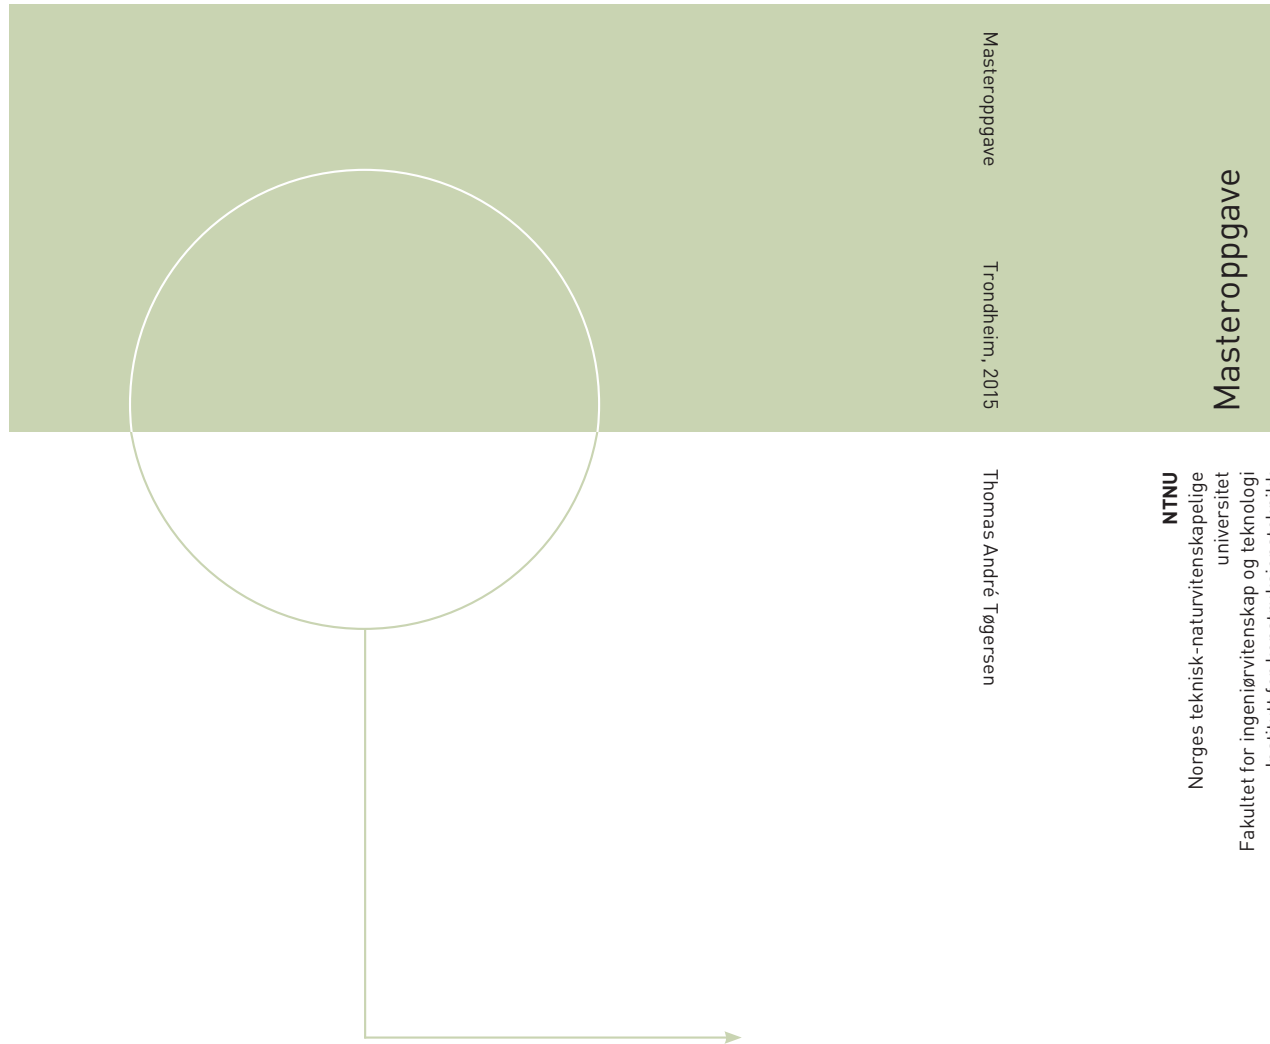 Masteroppgave
Trondheim, 2015
Thomas André Tøgersen
Masteroppgave
NTNU
Norges teknisk-naturvitenskapelige
universitet
Fakultet for ingeniørvitenskap og teknologi